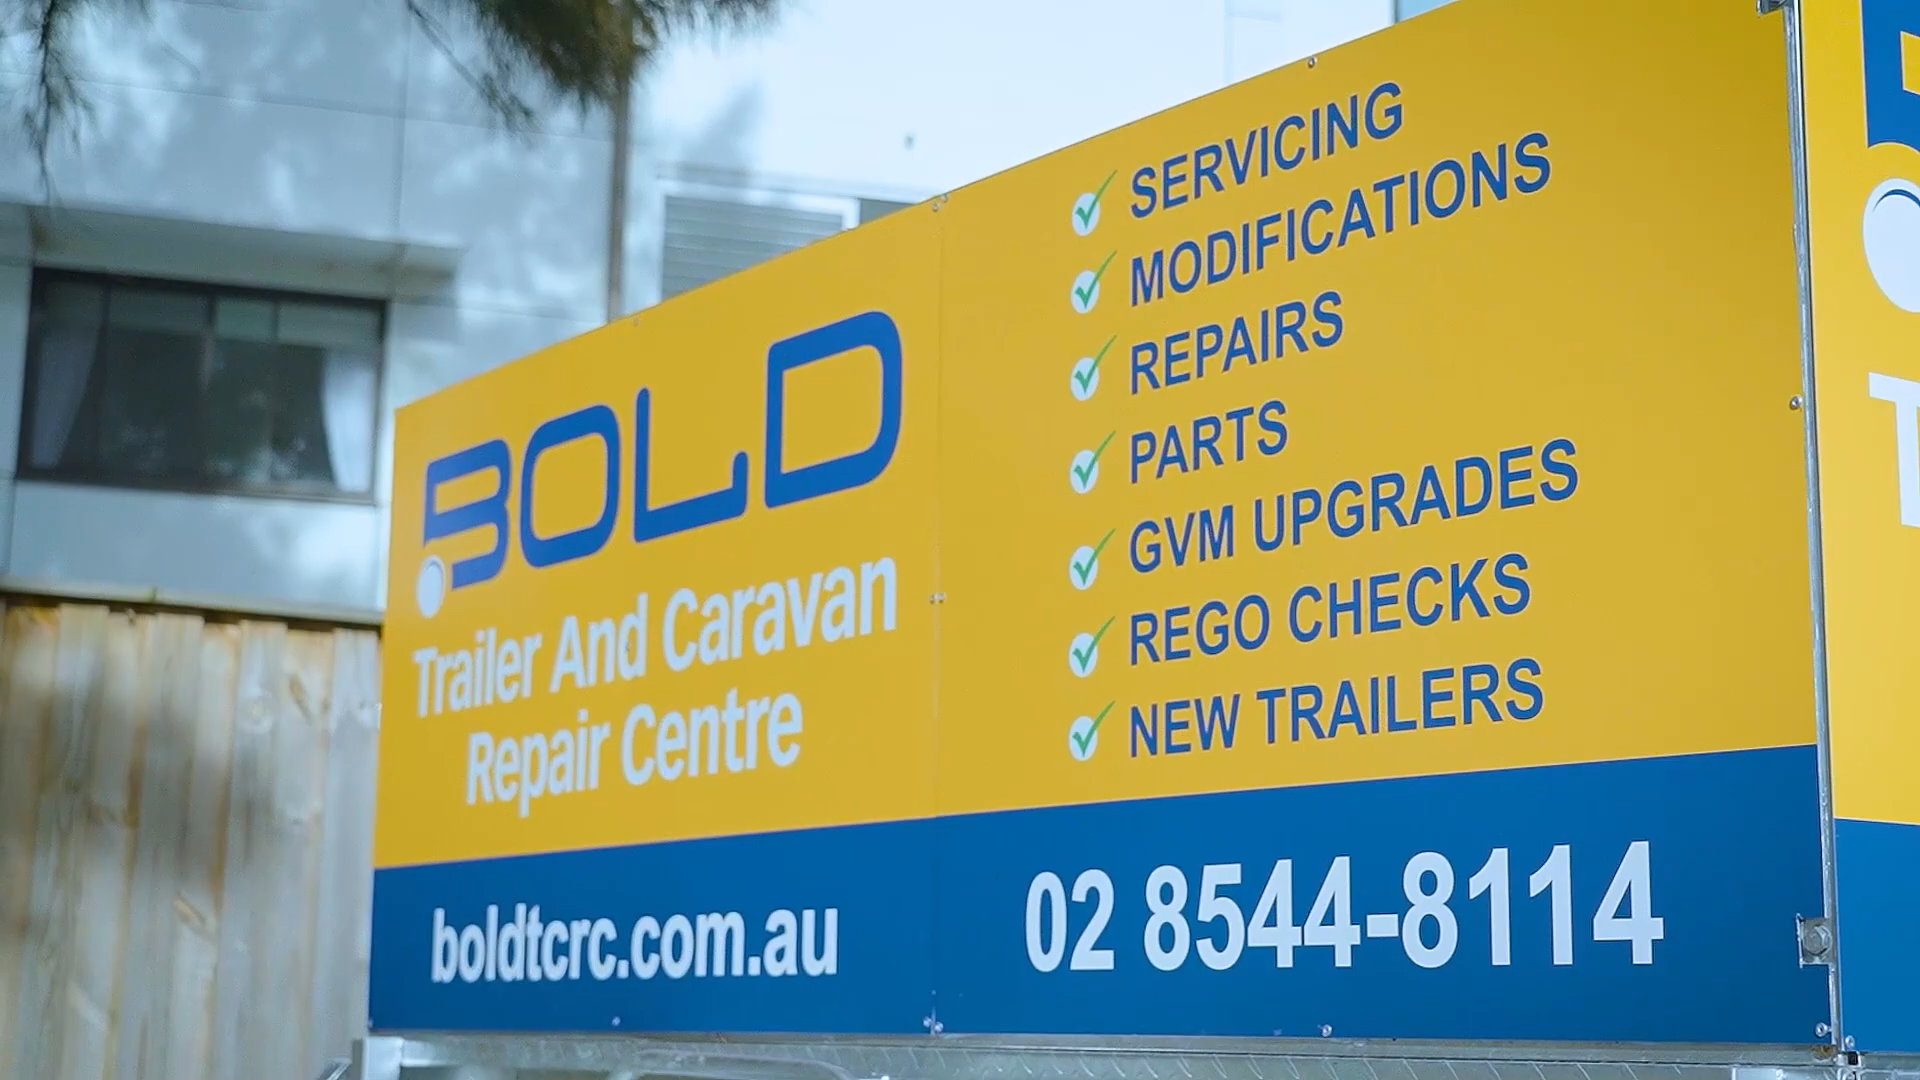 BOLD
Trailer And Caravan
Repair Centre
boldtcrc.com.au
SERVICING
MODIFICATIONS
REPAIRS
PARTS
GVM UPGRADES
REGO CHECKS
NEW TRAILERS
02 8544-8114